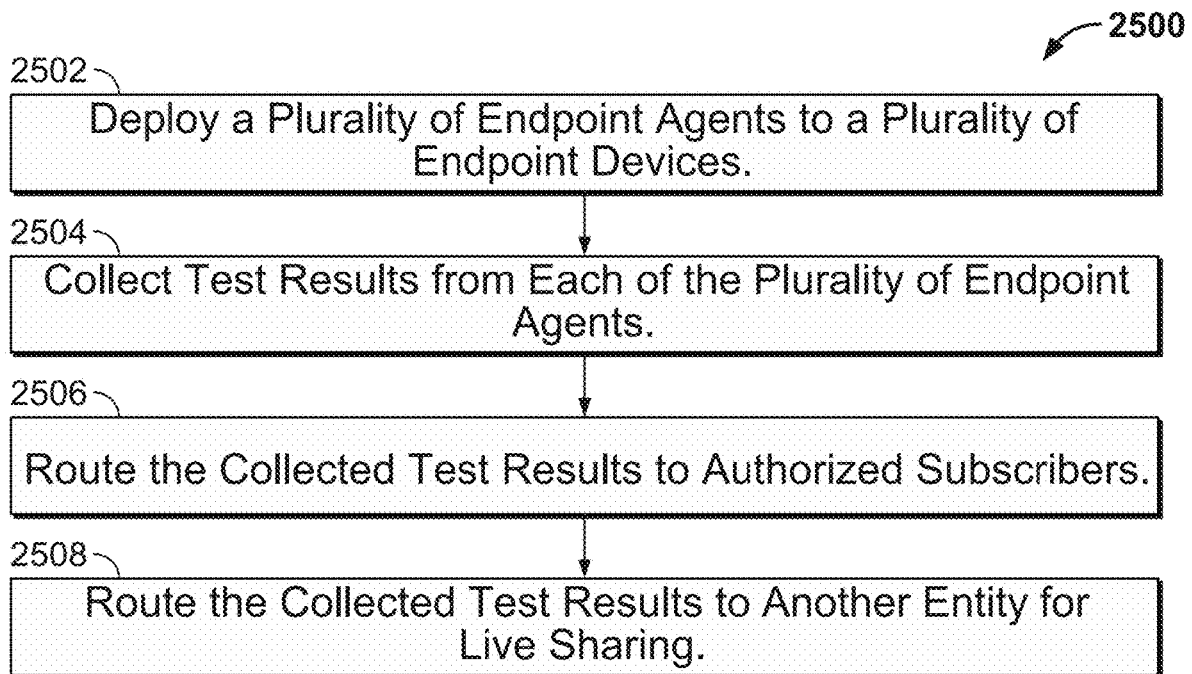 2500
2502
Deploy a Plurality of Endpoint Agents to a Plurality of
Endpoint Devices.
2504
Collect Test Results from Each of the Plurality of Endpoint
Agents.
2506
Route the Collected Test Results to Authorized Subscribers.
2508
Route the Collected Test Results to Another Entity for
Live Sharing.